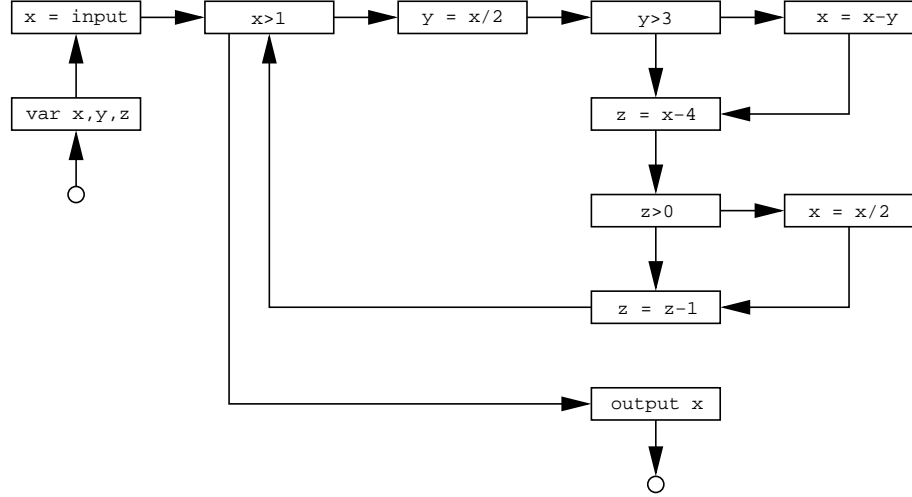 x = input
x>1
y = x/2
y>3
x = x-y
var x,y,z
z = x-4
z>0
x = x/2
z = z-1
output x